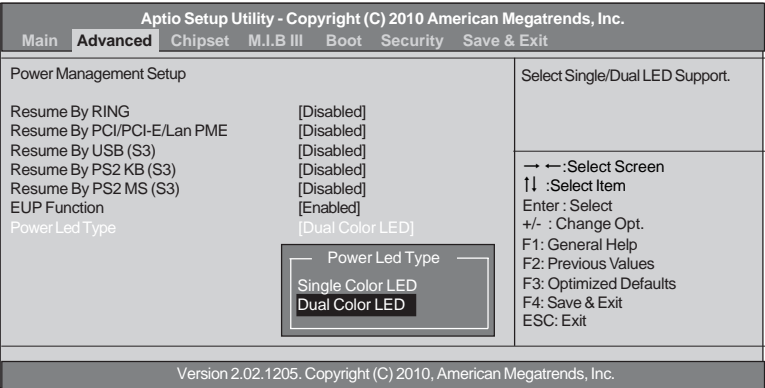 Aptio Setup Utility - Copyright (C) 2010 American Megatrends, Inc.
Main Advanced Chipset M.I.B III Boot Security Save & Exit
Power Management Setup
Resume By RING [Disabled]
Resume By PCI/PCI-E/Lan PME [Disabled]
Resume By USB (S3) [Disabled]
Resume By PS2 KB (S3) [Disabled]
Resume By PS2 MS (S3) [Disabled]
EUP Function [Enabled]
Power Led Type [Dual Color LED]
Power Led Type
Single Color LED
Dual Color LED
Select Single/Dual LED Support.
→ ←:Select Screen
↑↓ :Select Item
Enter : Select
+/- : Change Opt.
F1: General Help
F2: Previous Values
F3: Optimized Defaults
F4: Save & Exit
ESC: Exit
Version 2.02.1205. Copyright (C) 2010, American Megatrends, Inc.